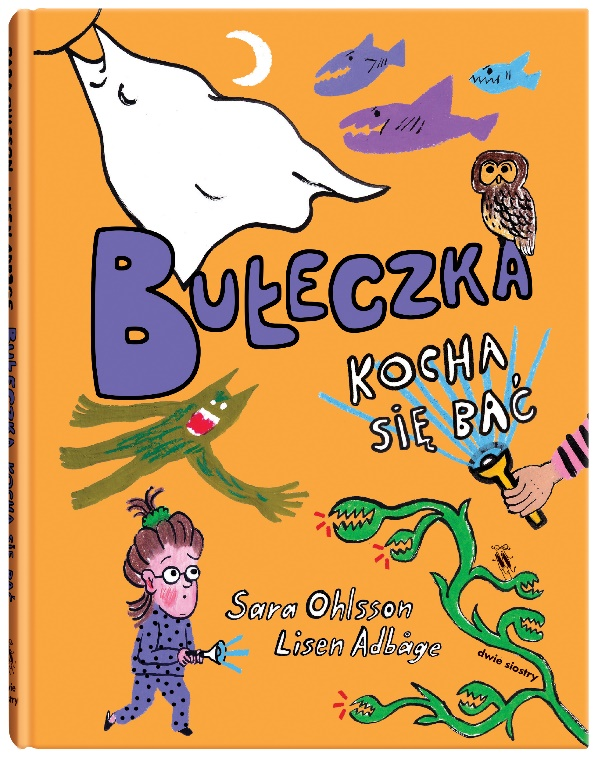 BUŁECZKA
KOCHA
SIĘ BAĆ
Sara Ohlsson
Lisen Adbåge
dwie siostry